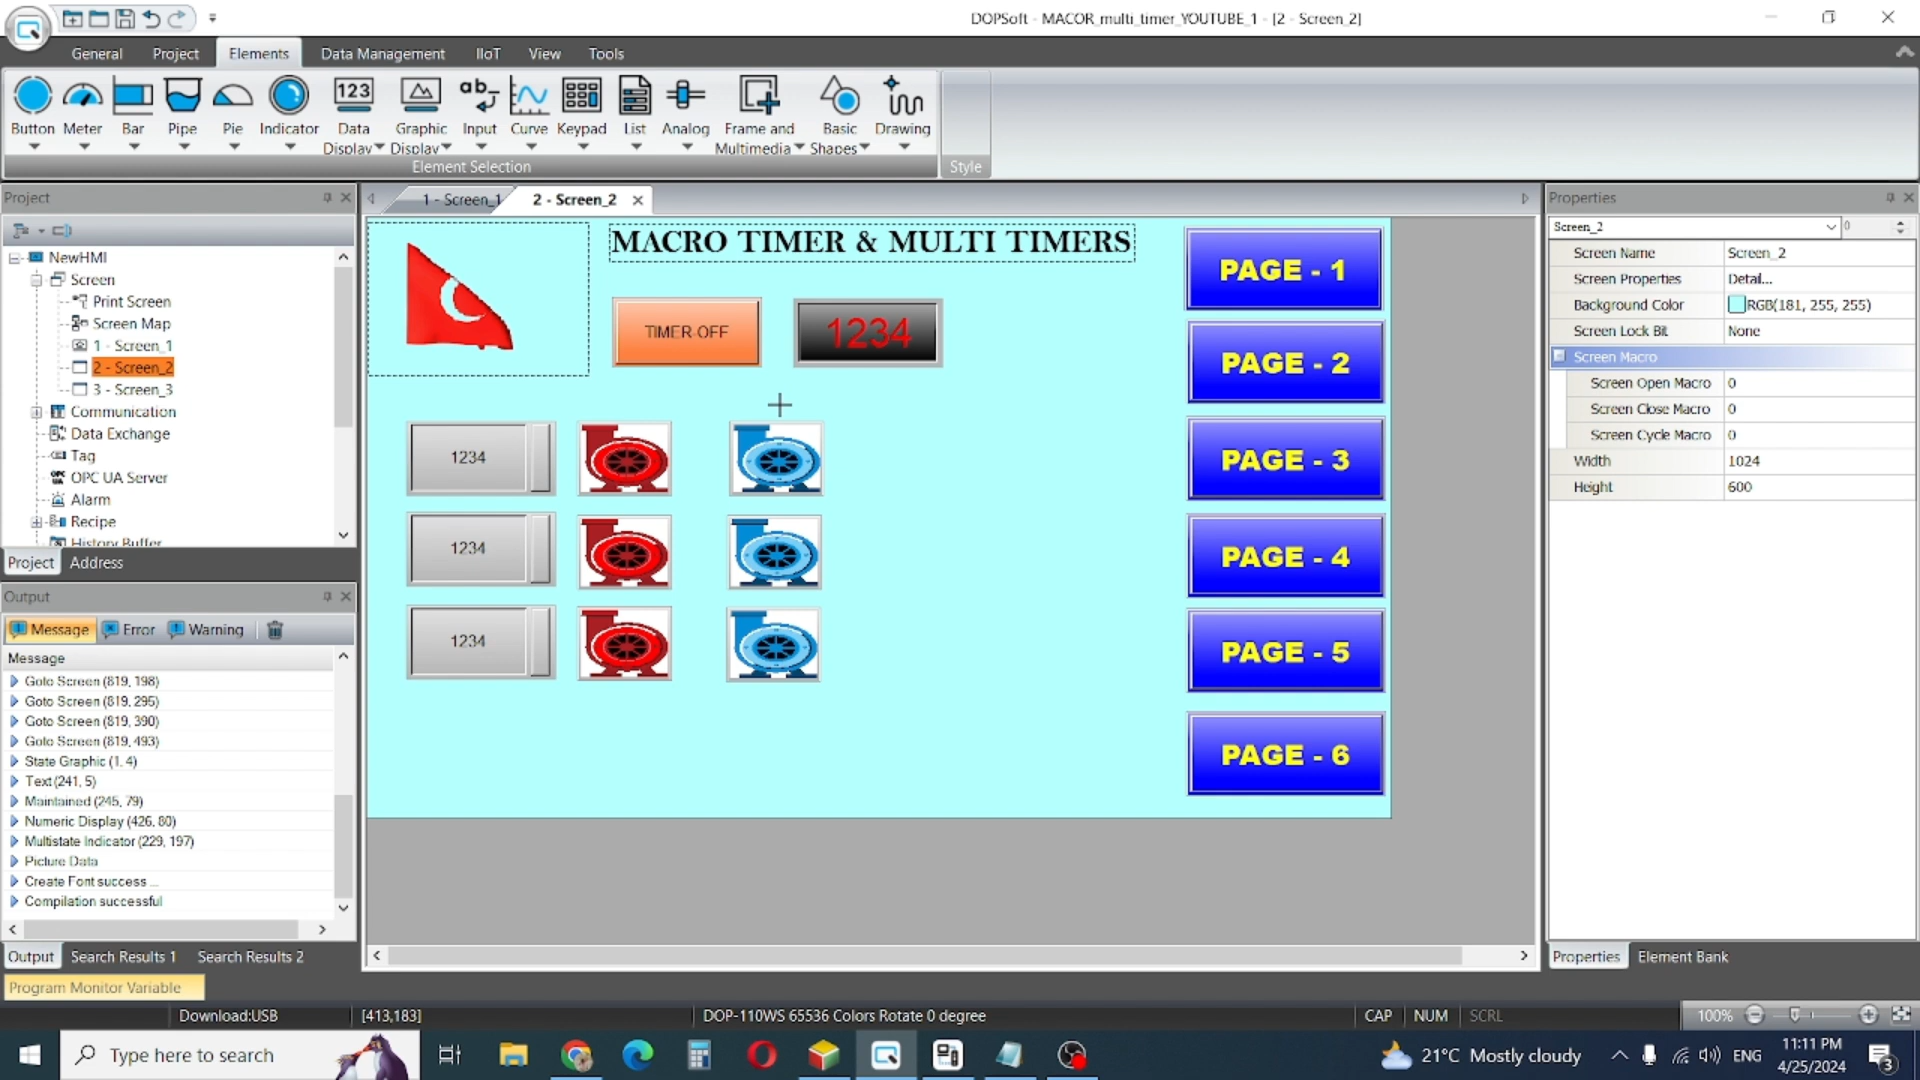 DOPSoft - MACOR_multi_timer_YOUTUBE_1 - [2 - Screen_2]
General Project Elements Data Management IIoT View Tools
123 ab
Button Meter Bar Pipe Pie Indicator Data Display Graphic Display Input Curve Keypad List Analog Frame and Multimedia Basic Shapes Drawing
Element Selection Style
Project
NewHMI
Screen
Print Screen
Screen Map
1 - Screen_1
2 - Screen_2
3 - Screen_3
Communication
Data Exchange
Tag
OPC UA Server
Alarm
Recipe
History Buffer
Project Address
Output
Message Error Warning
Message
Goto Screen (819, 198)
Goto Screen (819, 295)
Goto Screen (819, 390)
Goto Screen (819, 493)
State Graphic (1, 4)
Text (241, 5)
Maintained (245, 79)
Numeric Display (426, 80)
Multistate Indicator (229, 197)
Picture Data
Create Font success ...
Compilation successful
Output Search Results 1 Search Results 2
Program Monitor Variable
1 - Screen_1 2 - Screen_2
MACRO TIMER & MULTI TIMERS
TIMER-OFF 1234
1234
1234
1234
PAGE - 1
PAGE - 2
PAGE - 3
PAGE - 4
PAGE - 5
PAGE - 6
Properties
Screen_2 0
Screen Name Screen_2
Screen Properties Detail...
Background Color RGB(181, 255, 255)
Screen Lock Bit None
Screen Macro
Screen Open Macro 0
Screen Close Macro 0
Screen Cycle Macro 0
Width 1024
Height 600
Properties Element Bank
Download:USB [413,183] DOP-110WS 65536 Colors Rotate 0 degree CAP NUM SCRL 100%
Type here to search
21°C Mostly cloudy ENG
11:11 PM
4/25/2024
3